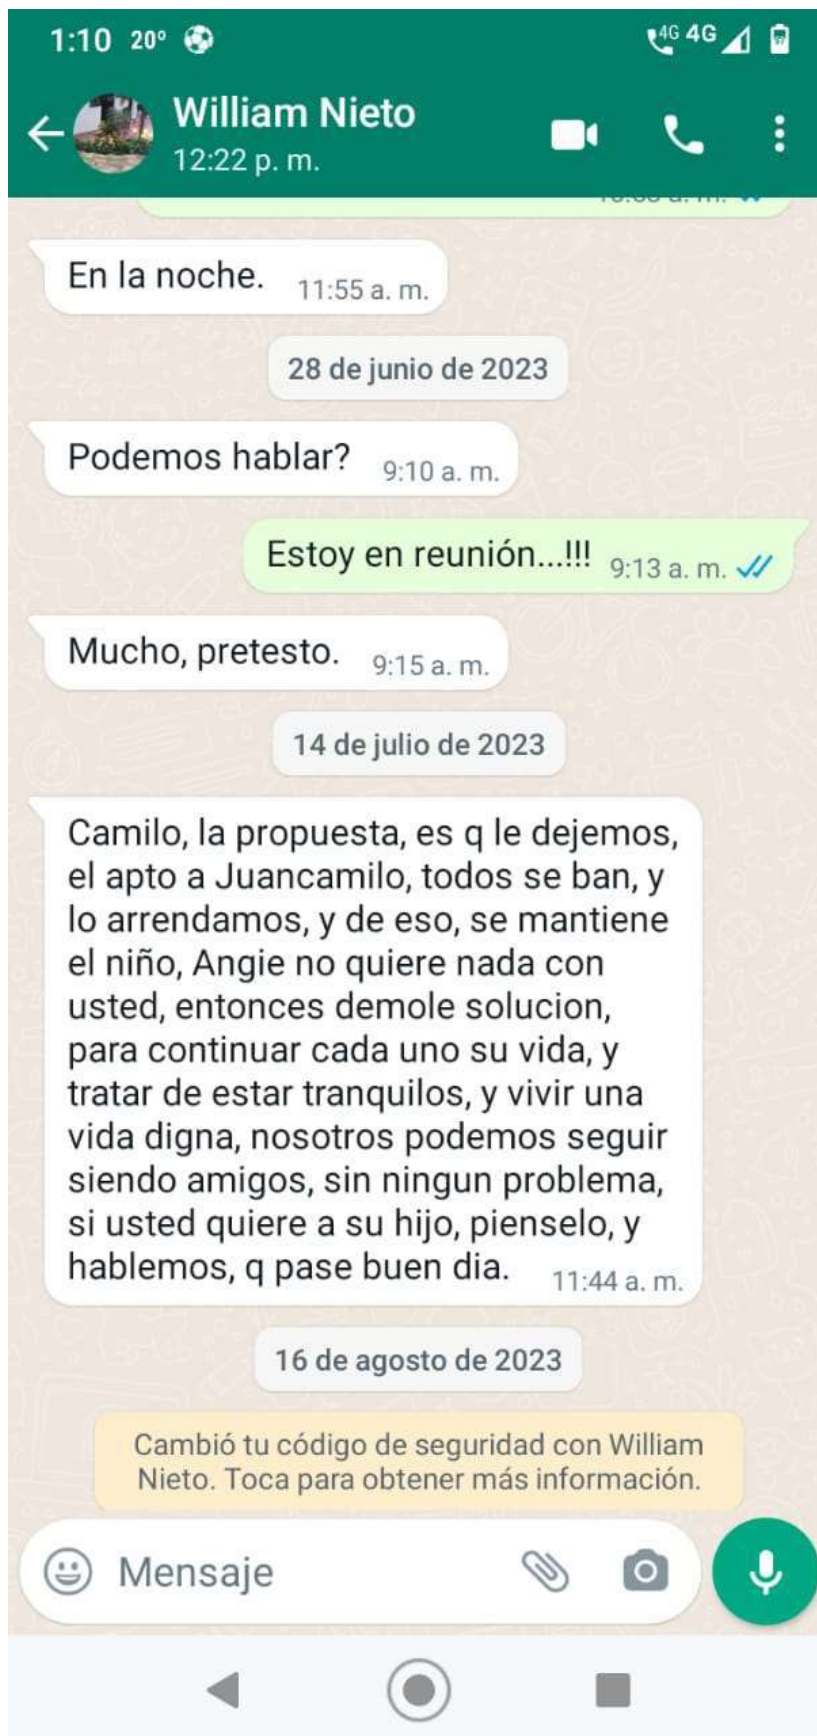 1:10 20° 4G 4G
William Nieto
12:22 p. m.
En la noche. 11:55 a. m.
28 de junio de 2023
Podemos hablar? 9:10 a. m.
Estoy en reunión...!!! 9:13 a. m.
Mucho, pretesto. 9:15 a. m.
14 de julio de 2023
Camilo, la propuesta, es q le dejemos,
el apto a Juancamilo, todos se ban, y
lo arrendamos, y de eso, se mantiene
el niño, Angie no quiere nada con
usted, entonces demole solucion,
para continuar cada uno su vida, y
tratar de estar tranquilos, y vivir una
vida digna, nosotros podemos seguir
siendo amigos, sin ningun problema,
si usted quiere a su hijo, pienselo, y
hablemos, q pase buen dia. 11:44 a. m.
16 de agosto de 2023
Cambió tu código de seguridad con William
Nieto. Toca para obtener más información.
Mensaje